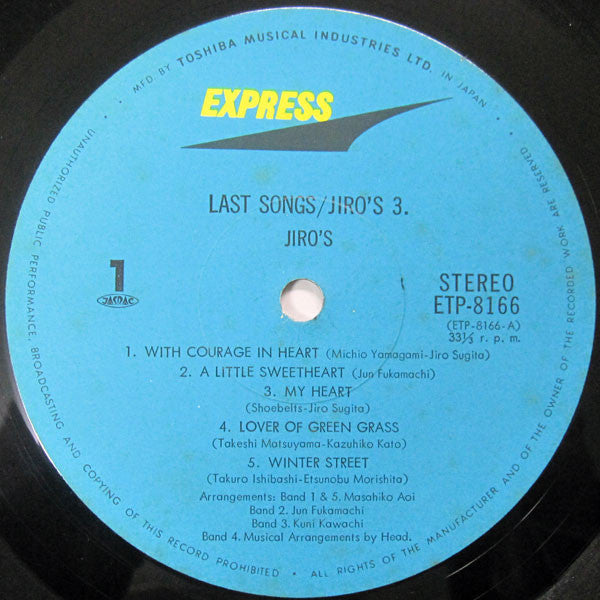 MFD. BY TOSHIBA MUSICAL INDUSTRIES LTD. IN JAPAN
EXPRESS
LAST SONGS/JIRO'S 3.
JIRO'S
1
JASRAC
STEREO
ETP-8166
(ETP-8166-A)
33⅓ r. p. m.
1. WITH COURAGE IN HEART (Michio Yamagami-Jiro Sugita)
2. A LITTLE SWEETHEART (Jun Fukamachi)
3. MY HEART
(Shoebelts-Jiro Sugita)
4. LOVER OF GREEN GRASS
(Takeshi Matsuyama-Kazuhiko Kato)
5. WINTER STREET
(Takuro Ishibashi-Etsunobu Morishita)
Arrangements: Band 1 & 5. Masahiko Aoi
Band 2. Jun Fukamachi
Band 3. Kuni Kawachi
Band 4. Musical Arrangements by Head.
UNAUTHORIZED PUBLIC PERFORMANCE, BROADCASTING AND COPYING OF THIS RECORD PROHIBITED • ALL RIGHTS OF THE MANUFACTURER AND OF THE OWNER OF THE RECORDED WORK ARE RESERVED